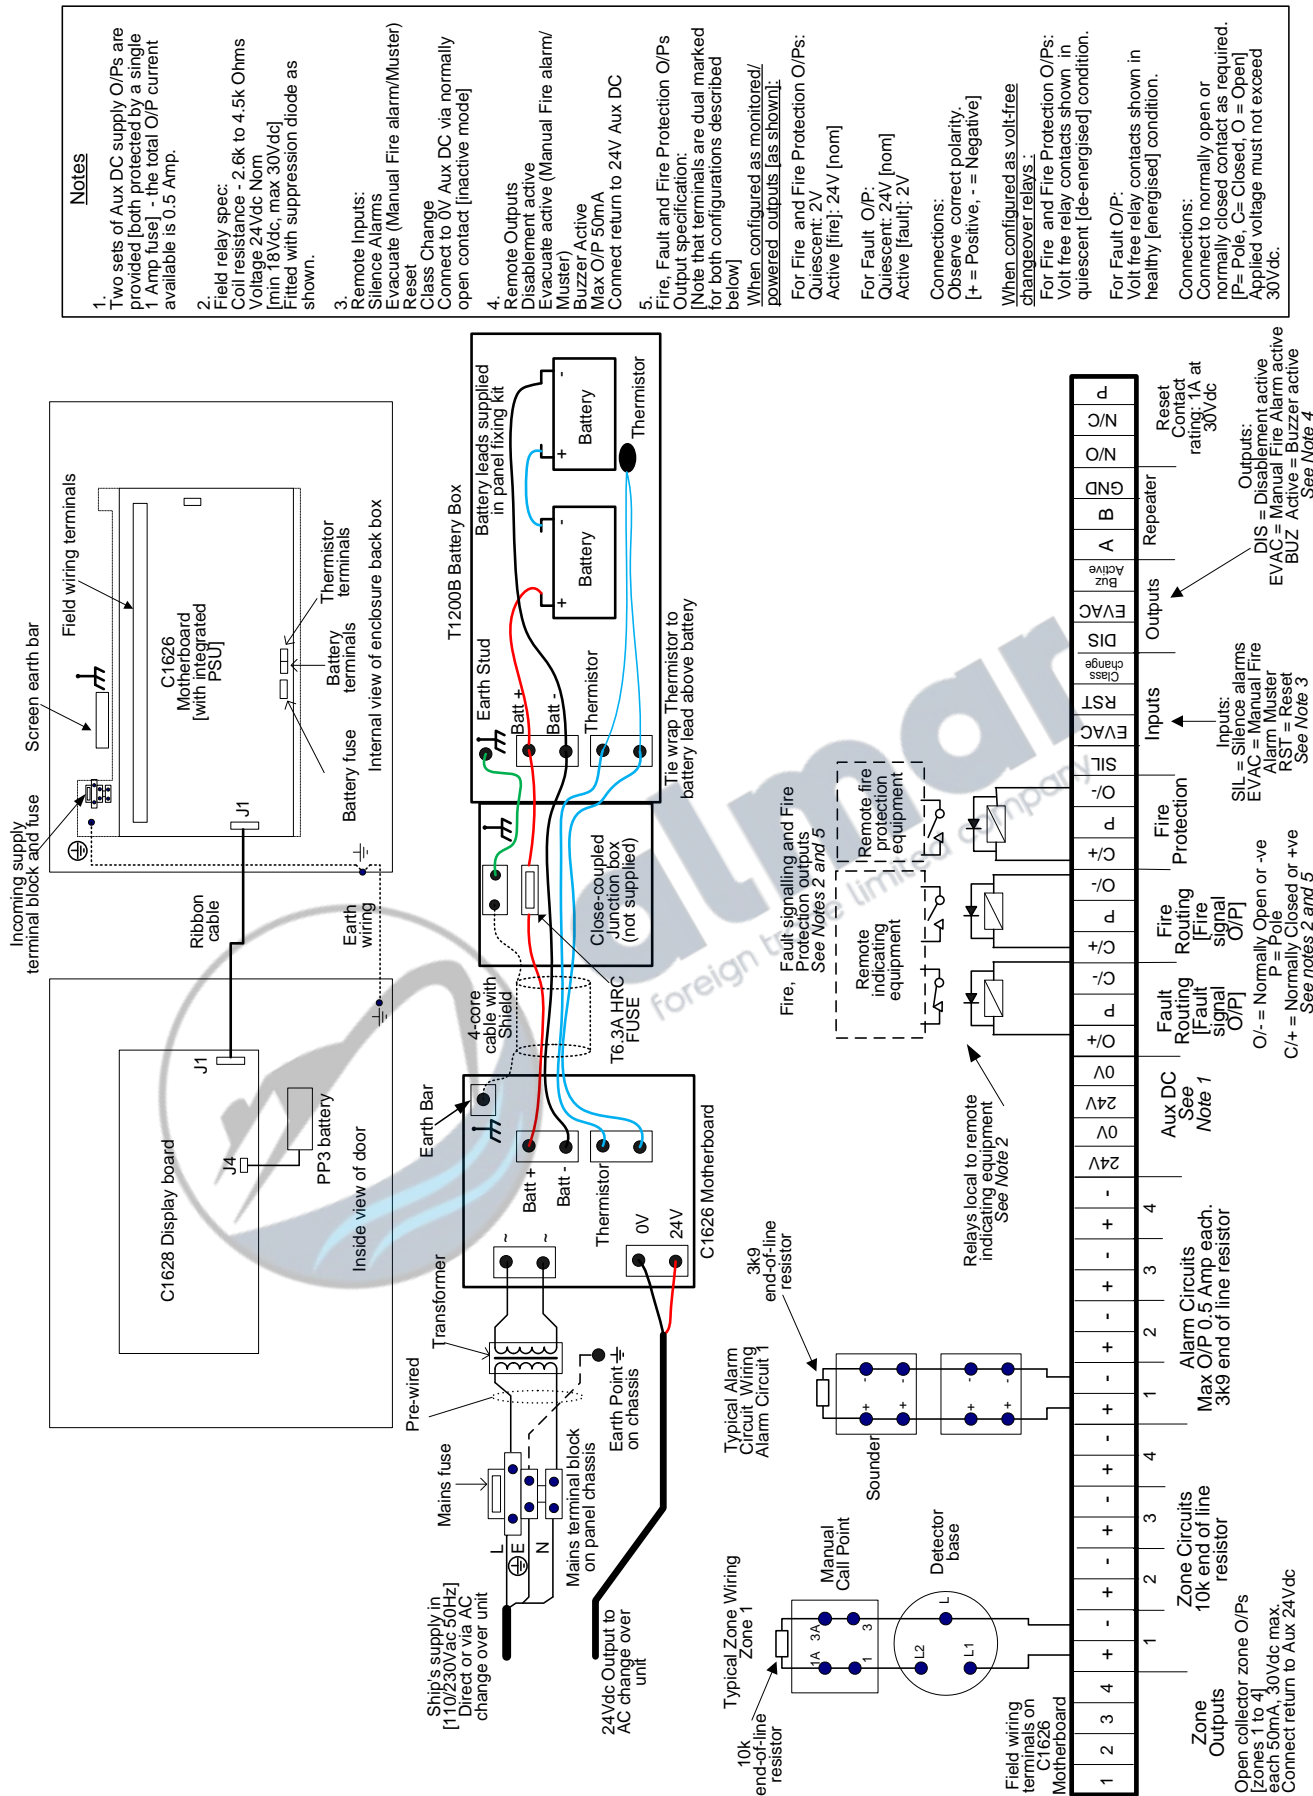 Notes
1.
Two sets of Aux DC supply O/Ps are
provided [both protected by a single
1 Amp fuse] - the total O/P current
available is 0.5 Amp.
2.
Field relay spec:
Coil resistance - 2.6k to 4.5k Ohms
Voltage 24Vdc Nom
[min 18Vdc, max 30Vdc]
Fitted with suppression diode as
shown.
3.
Remote Inputs:
Silence Alarms
Evacuate (Manual Fire alarm/Muster)
Reset
Class Change
Connect to 0V Aux DC via normally
open contact [inactive mode]
4.
Remote Outputs
Disablement active
Evacuate active (Manual Fire alarm/
Muster)
Buzzer Active
Max O/P 50mA
Connect return to 24V Aux DC
5.
Fire, Fault and Fire Protection O/Ps
Output specification:
[Note that terminals are dual marked
for both configurations described
below]
When configured as monitored/
powered outputs [as shown]:
For Fire and Fire Protection O/Ps:
Quiescent: 2V
Active [fire]: 24V [nom]
For Fault O/P:
Quiescent: 24V [nom]
Active [fault]: 2V
Connections:
Observe correct polarity.
[+ = Positive, - = Negative]
When configured as volt-free
changeover relays :
For Fire and Fire Protection O/Ps:
Volt free relay contacts shown in
quiescent [de-energised] condition.
For Fault O/P:
Volt free relay contacts shown in
healthy [energised] condition.
Connections:
Connect to normally open or
normally closed contact as required.
[P= Pole, C= Closed, O = Open]
Applied voltage must not exceed
30Vdc.
Incoming supply
terminal block and fuse
Screen earth bar
Field wiring terminals
C1626
Motherboard
[with integrated
PSU]
Thermistor
terminals
Battery
terminals
Battery fuse
Internal view of enclosure back box
J1
Ribbon
cable
Earth
wiring
J1
C1628 Display board
J4
PP3 battery
Inside view of door
T1200B Battery Box
Battery leads supplied
in panel fixing kit
Earth Stud
Batt +
Batt -
Thermistor
+
-
Battery
+
-
Battery
Thermistor
Tie wrap Thermistor to
battery lead above battery
Close-coupled
Junction box
(not supplied)
4-core
cable with
Shield
T6.3A HRC
FUSE
Earth Bar
Batt +
Batt -
Thermistor
~
~
0V
24V
C1626 Motherboard
Transformer
Pre-wired
Mains fuse
L
E
N
Earth Point
on chassis
Mains terminal block
on panel chassis
Ship's supply in
[110/230Vac 50Hz]
Direct or via AC
change over unit
24Vdc Output to
AC change over
unit
Fire, Fault signalling and Fire
Protection outputs
See Notes 2 and 5
Remote
indicating
equipment
Remote fire
protection
equipment
Relays local to remote
indicating equipment
See Note2
3k9
end-of-line
resistor
Typical Alarm
Circuit Wiring
Alarm Circuit 1
Sounder
+
-
+
-
+
-
+
-
Typical Zone Wiring
Zone 1
10k
end-of-line
resistor
Manual
Call Point
1A
3A
1
3
Detector
base
L2
L
L1
Field wiring
terminals on
C1626
Motherboard
1 2 3 4 + - + - + - + - + - + - + - + - 24V 0V 24V 0V O/+ P C/- C/+ P O/- C/+ P O/- SIL EVAC RST Class change DIS EVAC Buz Active A B GND N/O N/C P
1 2 3 4 1 2 3 4
Zone
Outputs
Open collector zone O/Ps
[zones 1 to 4]
each 50mA, 30Vdc max.
Connect return to Aux 24Vdc
Zone Circuits
10k end of line
resistor
Alarm Circuits
Max O/P 0.5 Amp each.
3k9 end of line resistor
Aux DC
See
Note 1
Fault
Routing
[Fault
signal
O/P]
Fire
Routing
[Fire
signal
O/P]
Fire
Protection
O/- = Normally Open or -ve
P = Pole
C/+ = Normally Closed or +ve
See notes 2 and 5
Inputs
Inputs:
SIL = Silence alarms
EVAC = Manual Fire
Alarm Muster
RST = Reset
See Note 3
Outputs
Outputs:
DIS = Disablement active
EVAC = Manual Fire Alarm active
BUZ Active = Buzzer active
See Note 4
Repeater
Reset
Contact
rating: 1A at
30Vdc
almar
foreign trade limited company